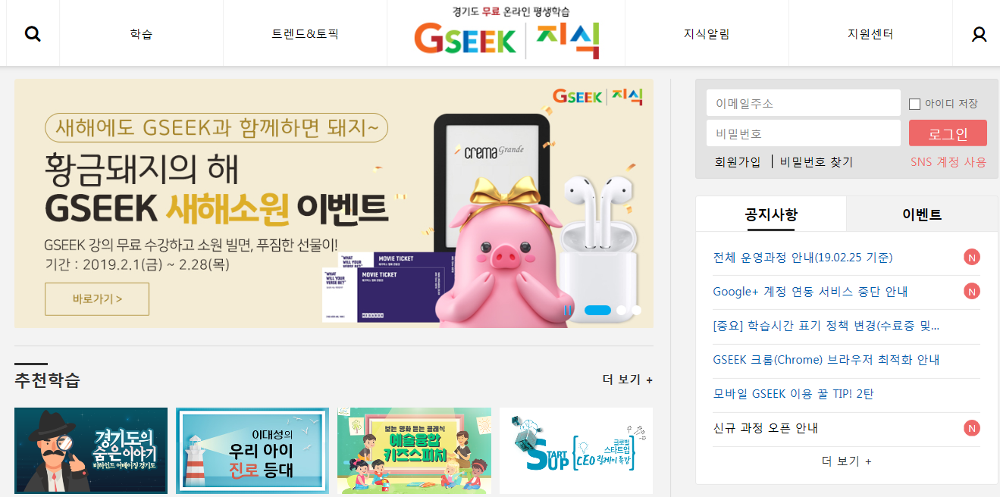 경기도 무료 온라인 평생학습
학습
트렌드&토픽
GSEEK 지식
지식알림
지원센터
GSEEK 지식
새해에도 GSEEK과 함께하면 돼지~
황금돼지의 해
GSEEK 새해소원 이벤트
GSEEK 강의 무료 수강하고 소원 빌면, 푸짐한 선물이!
기간 : 2019.2.1(금) ~ 2.28(목)
바로가기 >
crema Grande
MOVIE TICKET
"WHAT WILL YOUR VERSE BE?"
MOVIE TICKET
이메일주소
아이디 저장
비밀번호
로그인
회원가입 | 비밀번호 찾기
SNS 계정 사용
공지사항
이벤트
전체 운영과정 안내(19.02.25 기준)
N
Google+ 계정 연동 서비스 중단 안내
N
[중요] 학습시간 표기 정책 변경(수료증 및...
GSEEK 크롬(Chrome) 브라우저 최적화 안내
모바일 GSEEK 이용 꿀 TIP! 2탄
신규 과정 오픈 안내
N
더 보기 +
추천학습
더 보기 +
경기도의
숨은이야기
비하인드 어메이징 경기도
이대성의
우리 아이
진로 등대
보는 명화 듣는 클래식
예술융합
키즈스피치
START UP
글로벌
스타트업
CEO 릴레이 특강